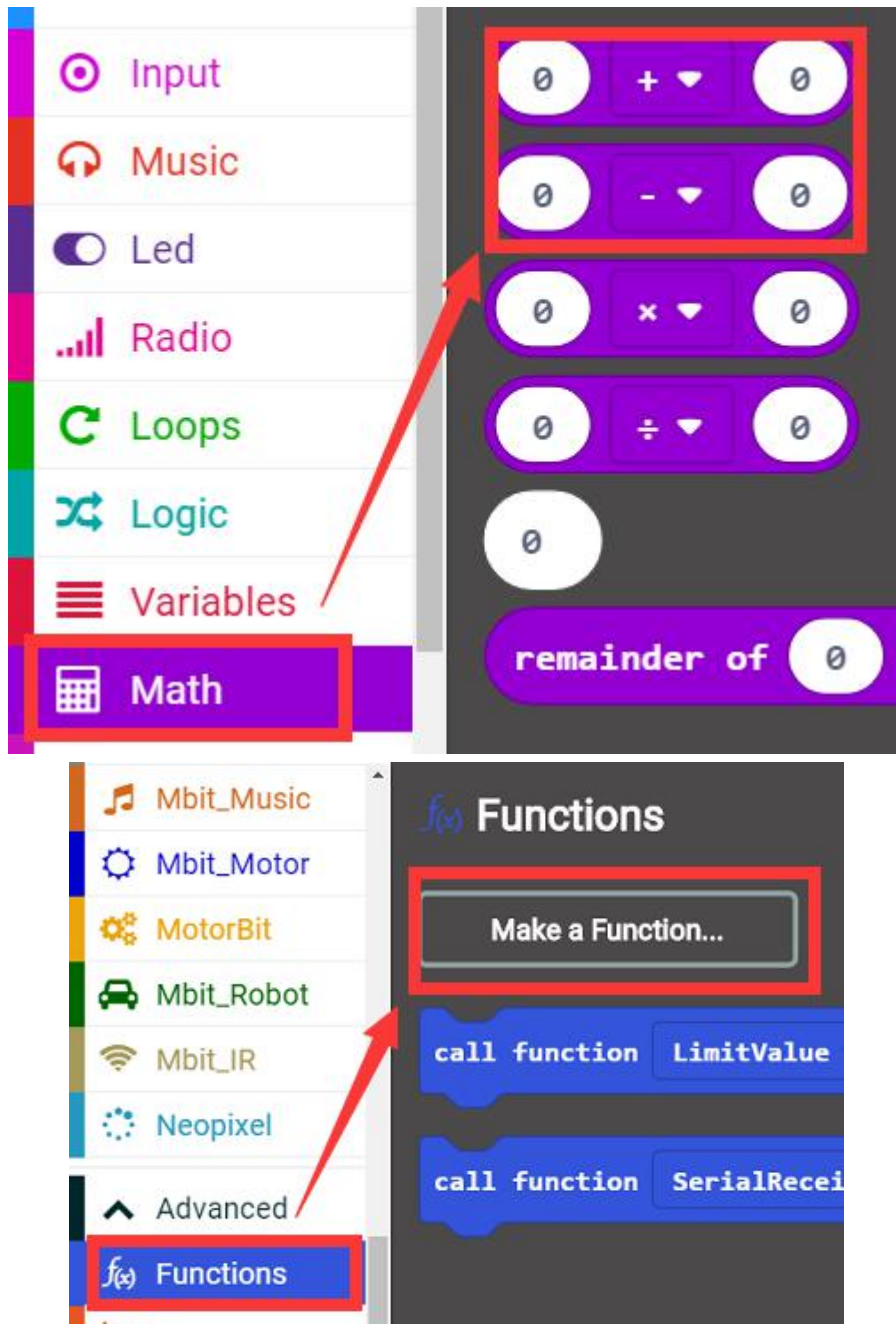 Input
Music
Led
Radio
Loops
Logic
Variables
Math
0 + 0
0 - 0
0 × 0
0 ÷ 0
0
remainder of 0
Mbit_Music
Mbit_Motor
MotorBit
Mbit_Robot
Mbit_IR
Neopixel
Advanced
f(x) Functions
f(x) Functions
Make a Function...
call function LimitValue
call function SerialRecei